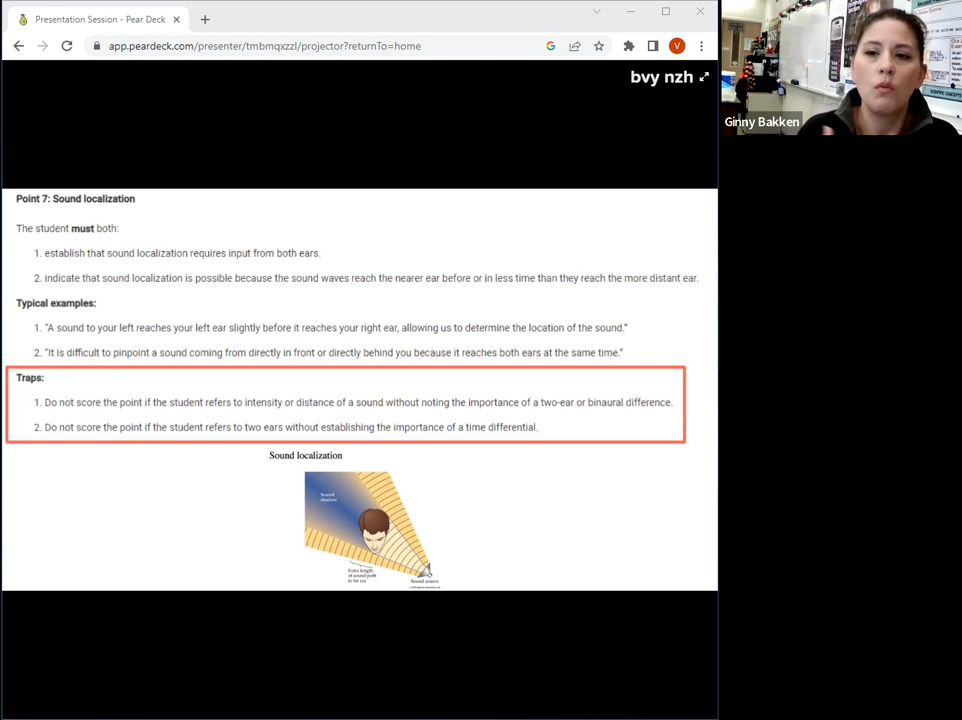 Presentation Session - Pear Deck
app.peardeck.com/presenter/tmbmqxzzl/projector?returnTo=home
V
bvy nzh
Ginny Bakken
Point 7: Sound localization
The student must both:
1. establish that sound localization requires input from both ears.
2. indicate that sound localization is possible because the sound waves reach the nearer ear before or in less time than they reach the more distant ear.
Typical examples:
1. “A sound to your left reaches your left ear slightly before it reaches your right ear, allowing us to determine the location of the sound.”
2. “It is difficult to pinpoint a sound coming from directly in front or directly behind you because it reaches both ears at the same time.”
Traps:
1. Do not score the point if the student refers to intensity or distance of a sound without noting the importance of a two-ear or binaural difference.
2. Do not score the point if the student refers to two ears without establishing the importance of a time differential.
Sound localization
Sound
shadow
Extra length
of sound path
to far ear
Sound source